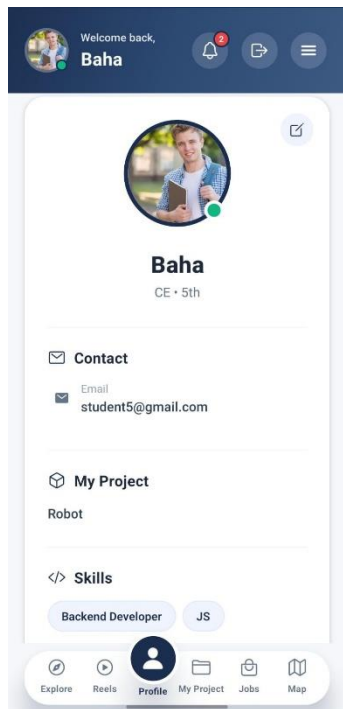 Welcome back,
Baha
2
Baha
CE • 5th
Contact
Email
student5@gmail.com
My Project
Robot
</> Skills
Backend Developer
JS
Explore
Reels
Profile
My Project
Jobs
Map